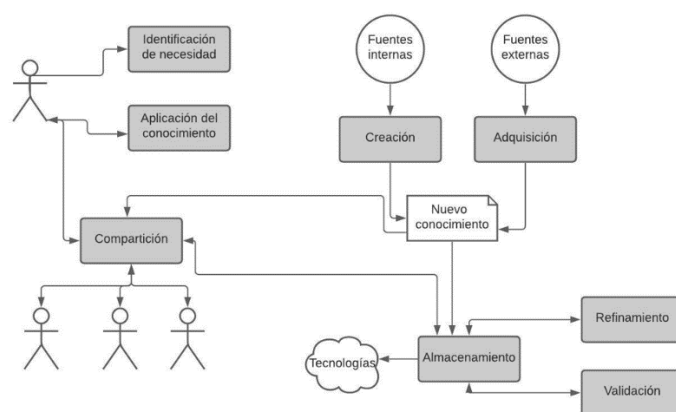 Identificación
de necesidad
Fuentes
internas
Fuentes
externas
Aplicación del
conocimiento
Creación
Adquisición
Nuevo
conocimiento
Compartición
Refinamiento
Tecnologías
Almacenamiento
Validación